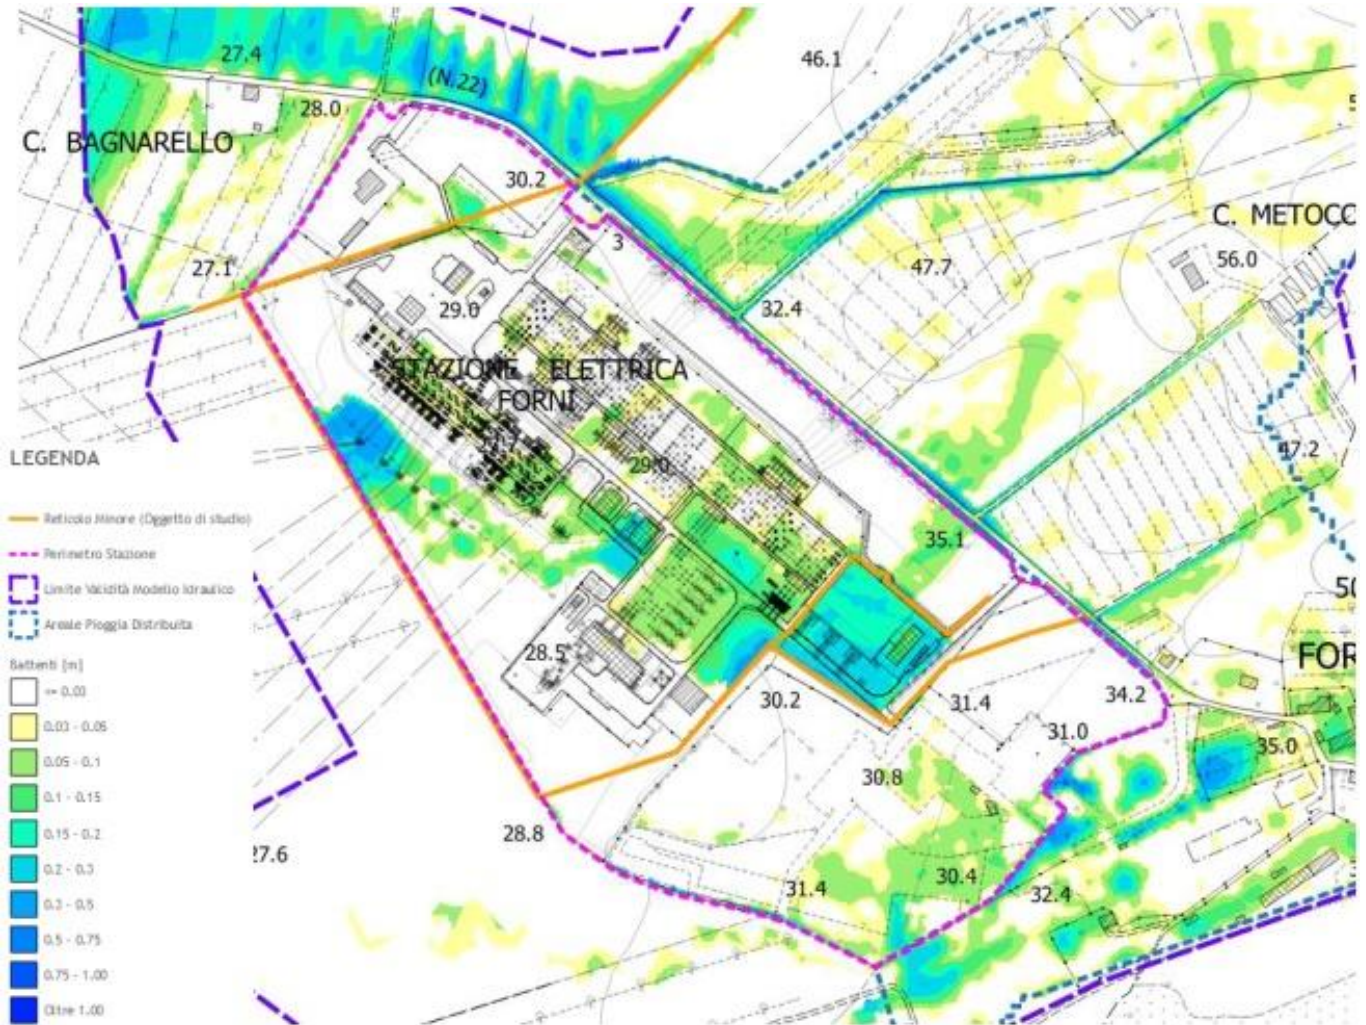 46.1
27.4
(N.22)
28.0
C. BAGNARELLO
30.2
C. METOCC
3
27.1
47.7
56.0
29.0
32.4
STAZIONE ELETTRICA
FORNI
29.0
47.2
LEGENDA
Reticolo Minore (Oggetto di studio)
Perimetro Stazione
Limite Validità Modello Idraulico
Areale Pioggia Distribuita
Battenti [m]
<= 0.03
0.03 - 0.05
0.05 - 0.1
0.1 - 0.15
0.15 - 0.2
0.2 - 0.3
0.3 - 0.5
0.5 - 0.75
0.75 - 1.00
Oltre 1.00
35.1
50
28.5
FOR
30.2
31.4
34.2
31.0
35.0
30.8
28.8
27.6
31.4
30.4
32.4